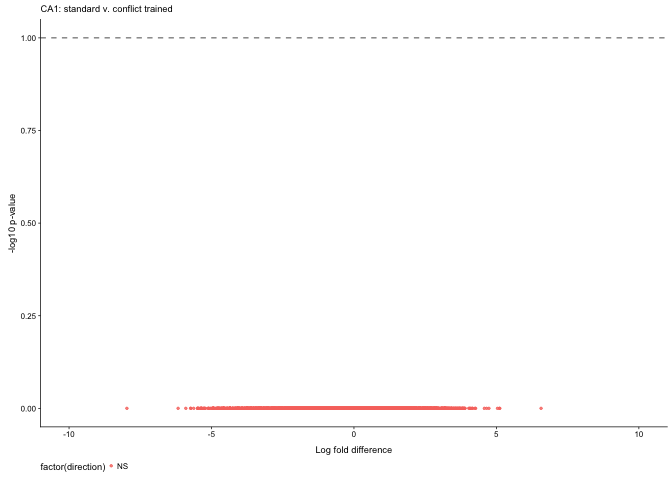 CA1: standard v. conflict trained
1.00
0.75
0.50
0.25
0.00
-log10 p-value
-10 -5 0 5 10
Log fold difference
factor(direction) NS